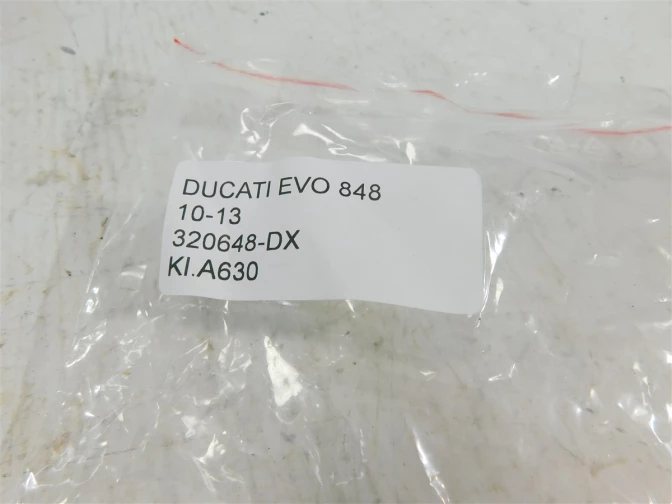 DUCATI EVO 848
10-13
320648-DX
KI.A630